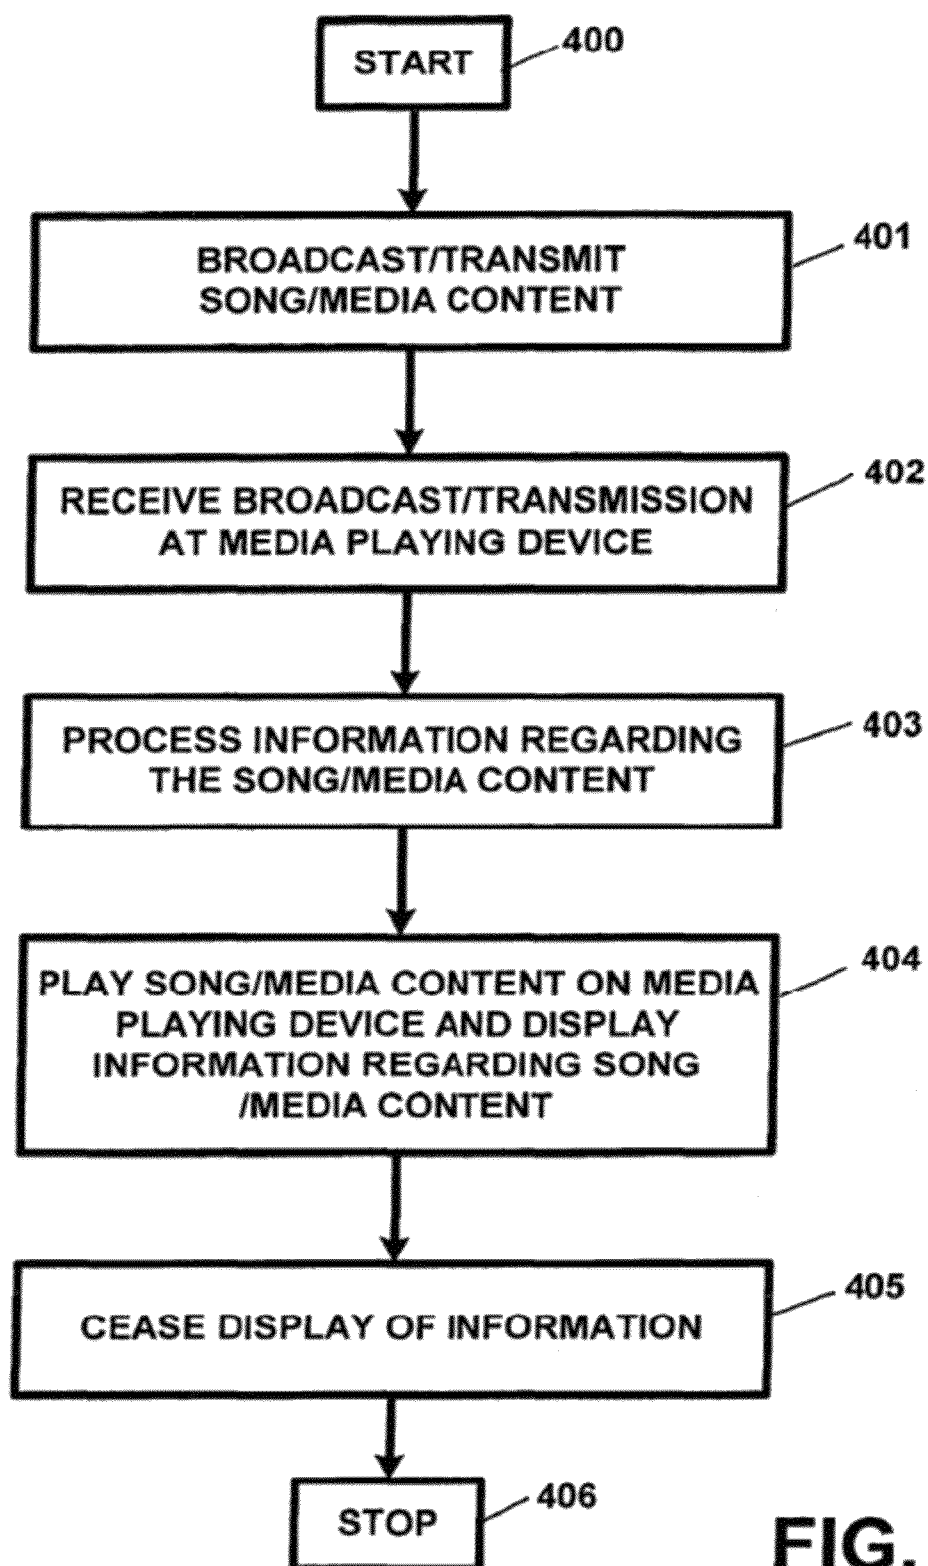 START
400
BROADCAST/TRANSMIT
SONG/MEDIA CONTENT
401
RECEIVE BROADCAST/TRANSMISSION
AT MEDIA PLAYING DEVICE
402
PROCESS INFORMATION REGARDING
THE SONG/MEDIA CONTENT
403
PLAY SONG/MEDIA CONTENT ON MEDIA
PLAYING DEVICE AND DISPLAY
INFORMATION REGARDING SONG
/MEDIA CONTENT
404
CEASE DISPLAY OF INFORMATION
405
STOP
406
FIG.